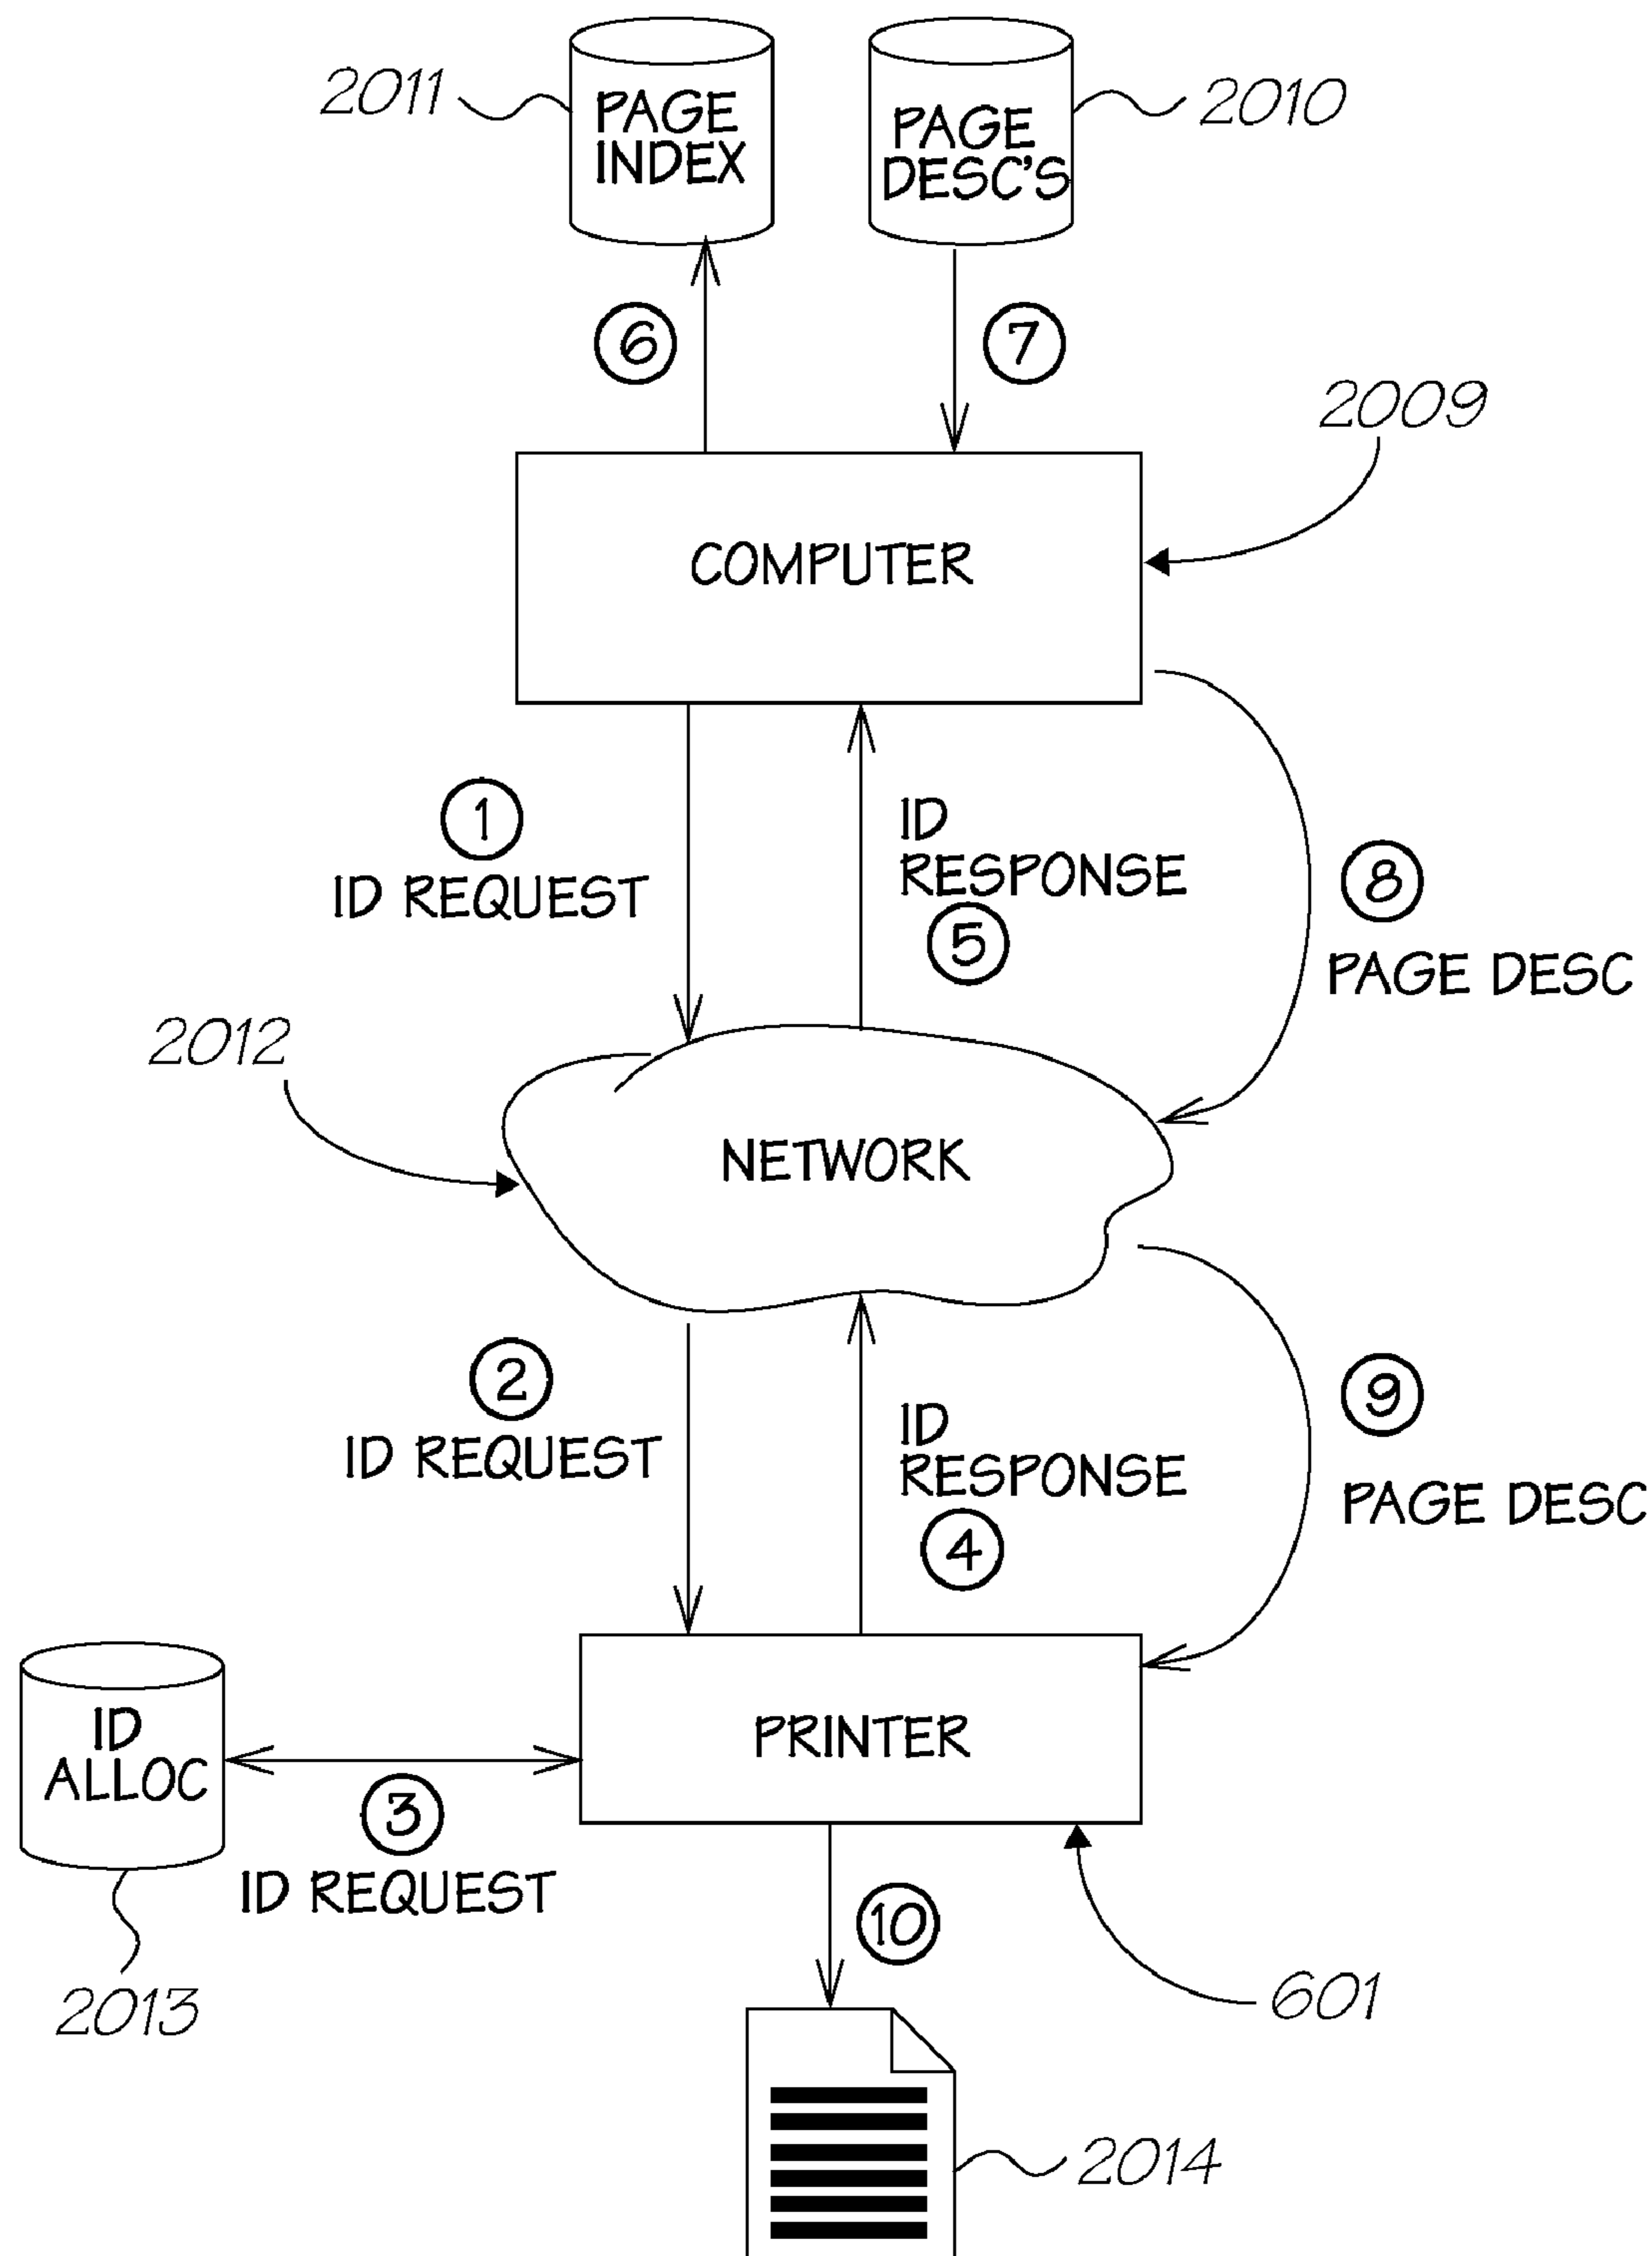 2011
PAGE
INDEX
PAGE
DESC'S
2010
6
7
2009
COMPUTER
1
ID REQUEST
ID
RESPONSE
5
8
PAGE DESC
2012
NETWORK
2
ID REQUEST
ID
RESPONSE
4
9
PAGE DESC
ID
ALLOC
PRINTER
3
ID REQUEST
10
2013
601
2014